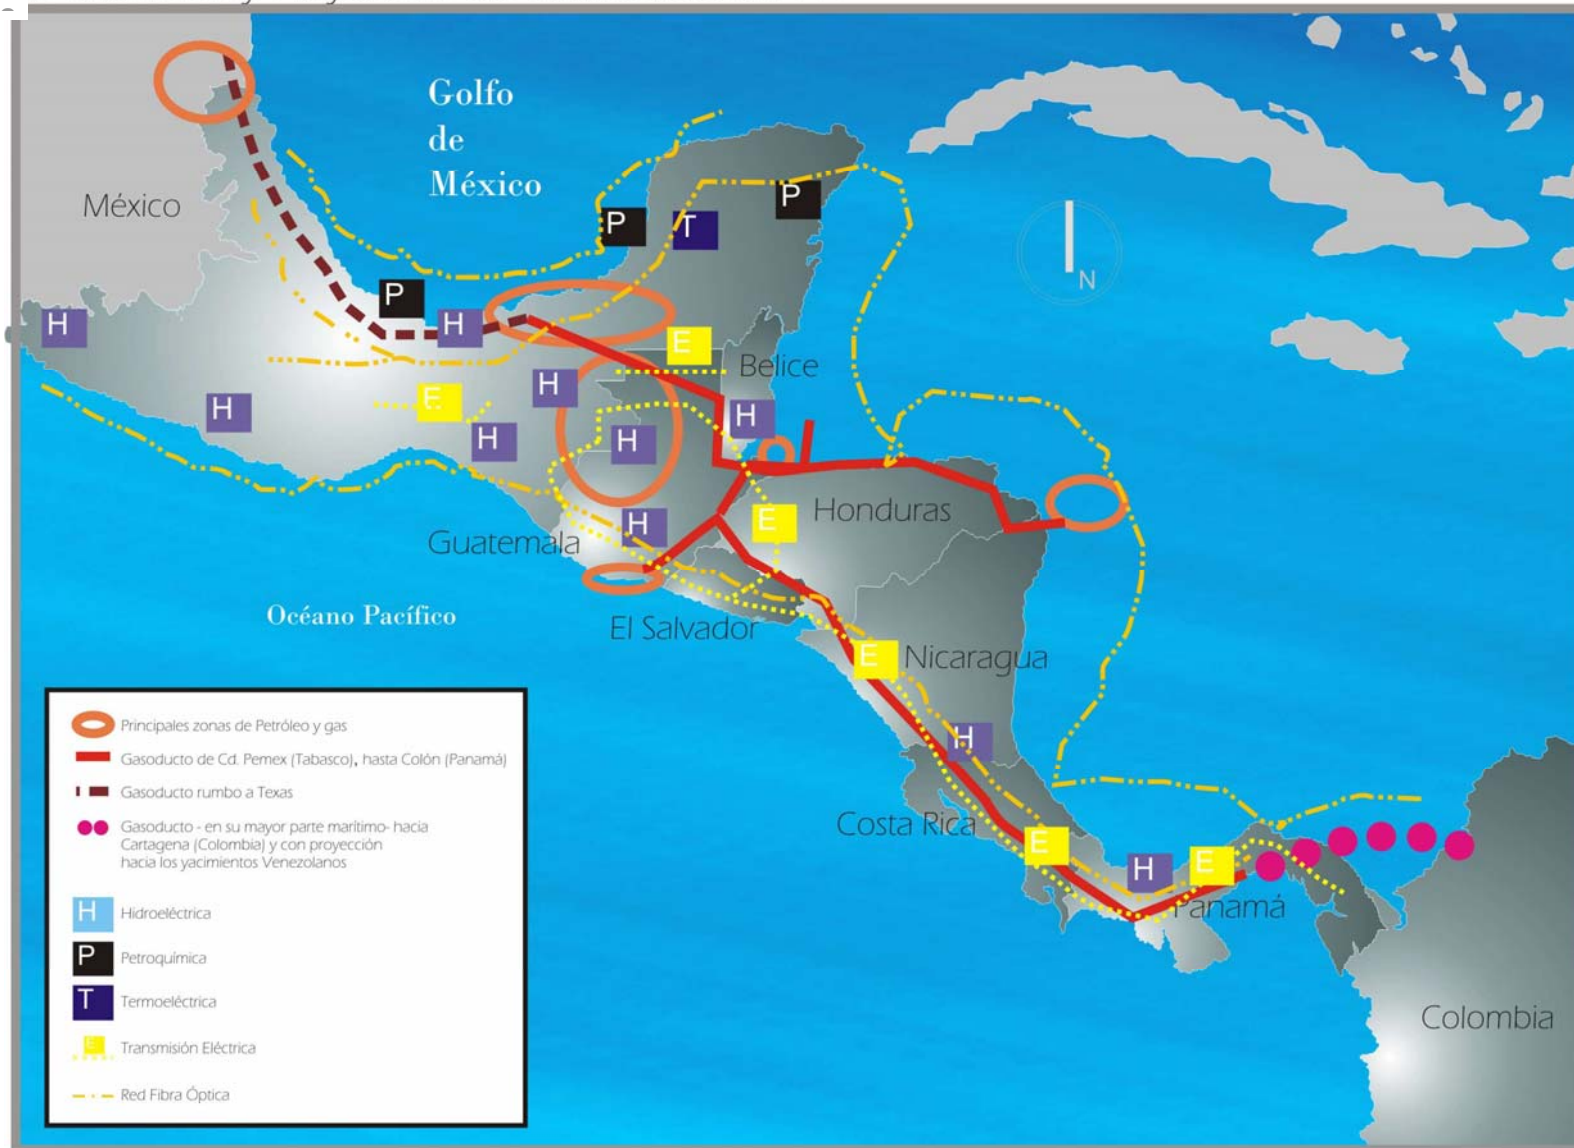 Golfo
de
México
México
N
P
T
P
P
H
H
E
Belice
H
E
H
H
H
H
H
E
Honduras
Guatemala
Océano Pacífico
El Salvador
E
Nicaragua
H
Costa Rica
E
H
E
Panamá
Colombia
Principales zonas de Petróleo y gas
Gasoducto de Cd. Pemex (Tabasco), hasta Colón (Panamá)
Gasoducto rumbo a Texas
Gasoducto - en su mayor parte marítimo- hacia
Cartagena (Colombia) y con proyección
hacia los yacimientos Venezolanos
H Hidroeléctrica
P Petroquímica
T Termoeléctrica
E Transmisión Eléctrica
Red Fibra Óptica